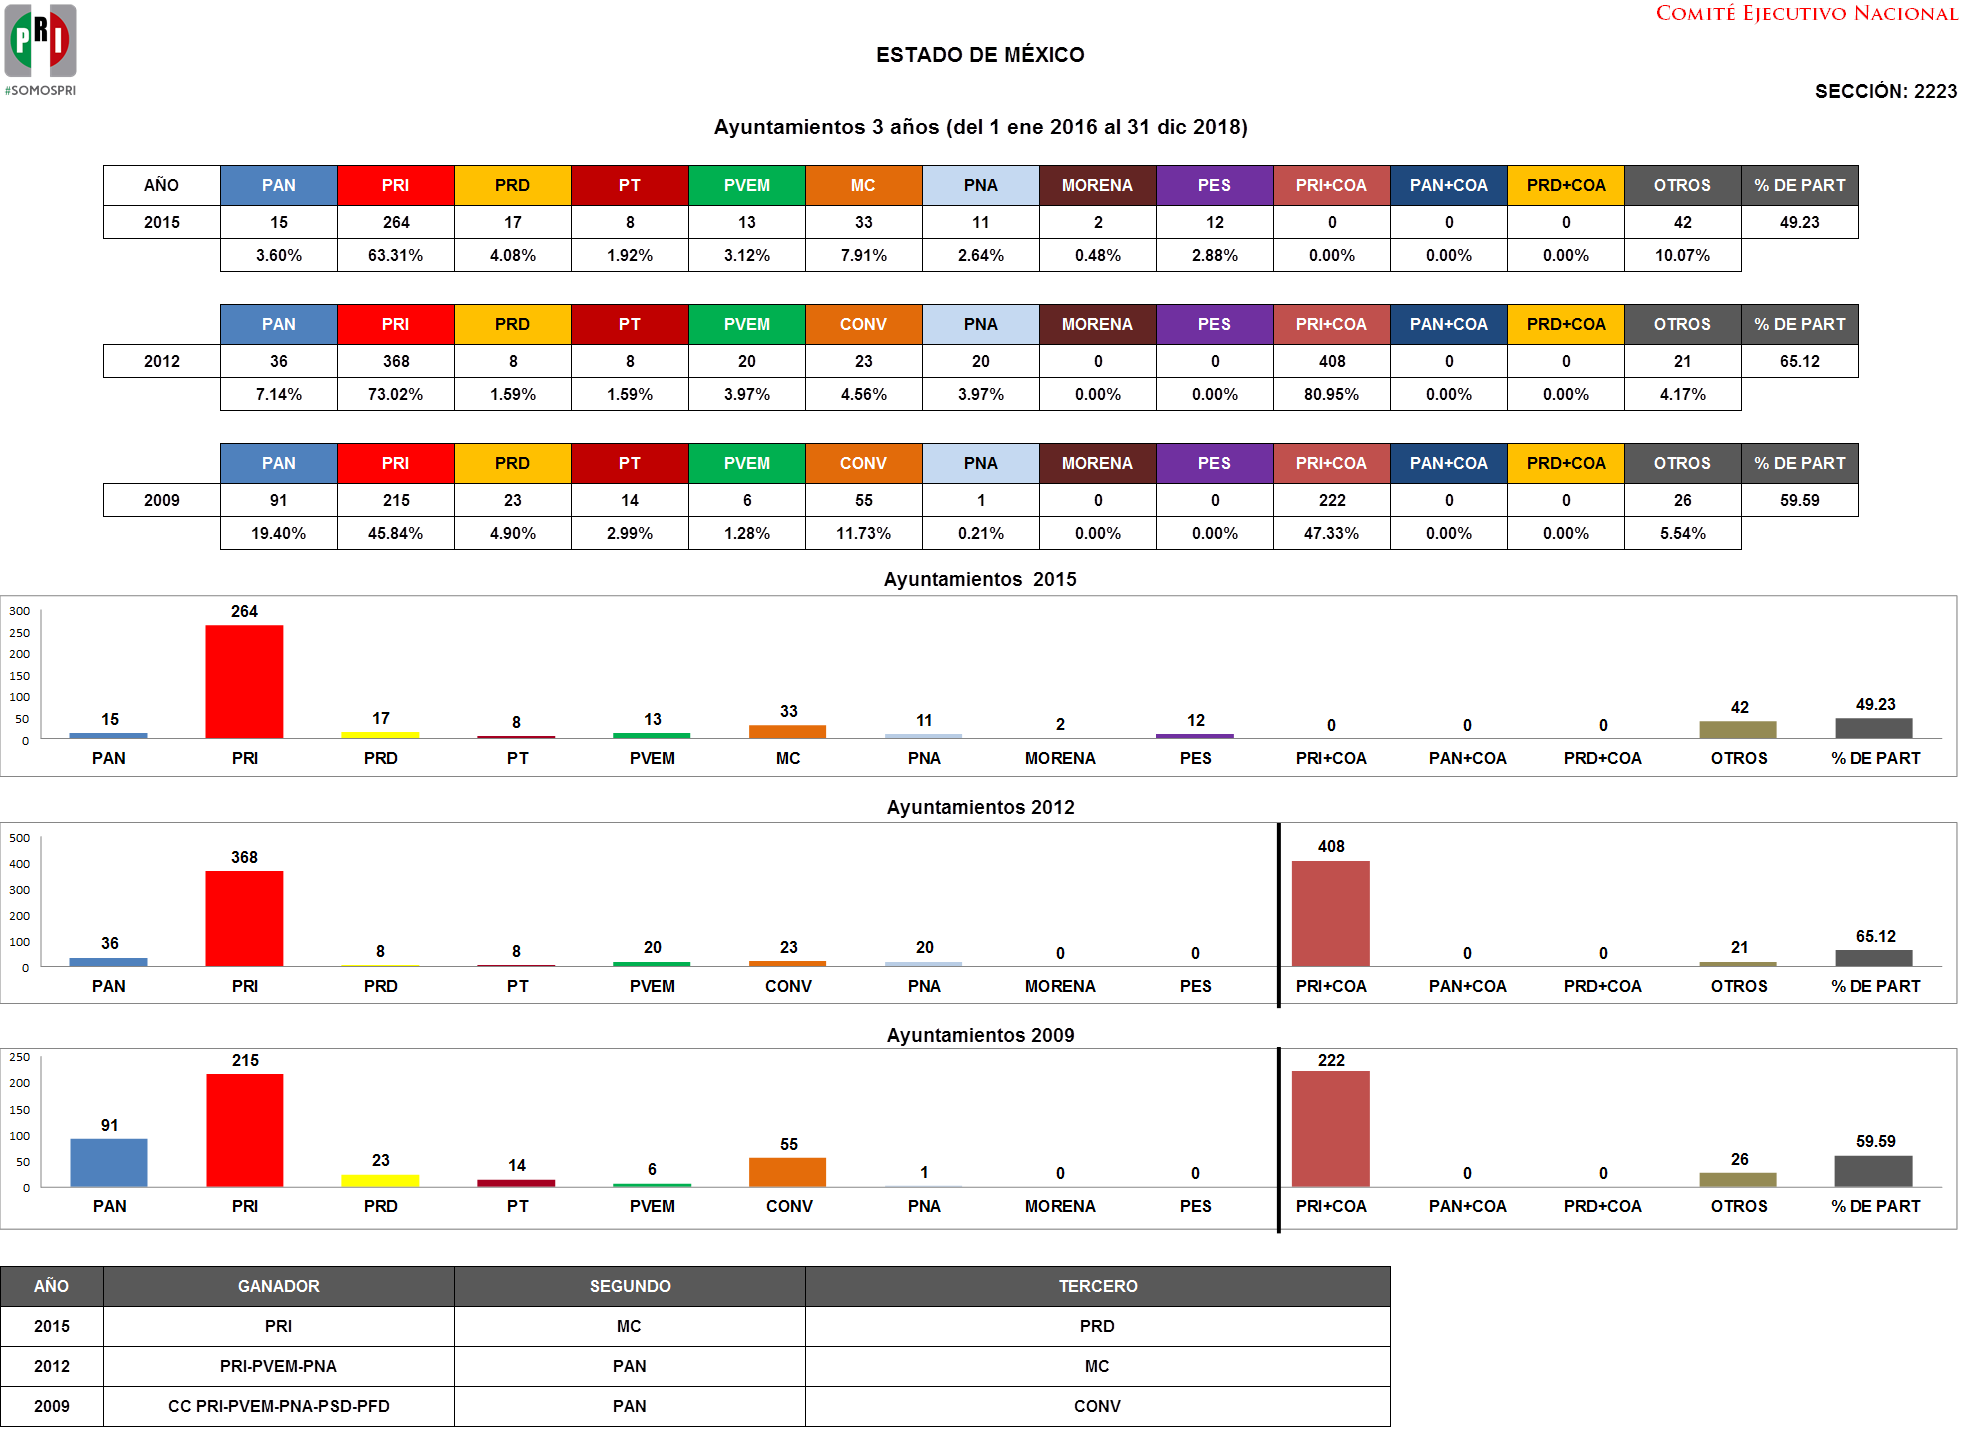 COMITÉ EJECUTIVO NACIONAL
PRI
#SOMOSPRI
ESTADO DE MÉXICO
SECCIÓN: 2223
Ayuntamientos 3 años (del 1 ene 2016 al 31 dic 2018)
AÑO PAN PRI PRD PT PVEM MC PNA MORENA PES PRI+COA PAN+COA PRD+COA OTROS % DE PART
2015 15 264 17 8 13 33 11 2 12 0 0 0 42 49.23
3.60% 63.31% 4.08% 1.92% 3.12% 7.91% 2.64% 0.48% 2.88% 0.00% 0.00% 0.00% 10.07%
PAN PRI PRD PT PVEM CONV PNA MORENA PES PRI+COA PAN+COA PRD+COA OTROS % DE PART
2012 36 368 8 8 20 23 20 0 0 408 0 0 21 65.12
7.14% 73.02% 1.59% 1.59% 3.97% 4.56% 3.97% 0.00% 0.00% 80.95% 0.00% 0.00% 4.17%
PAN PRI PRD PT PVEM CONV PNA MORENA PES PRI+COA PAN+COA PRD+COA OTROS % DE PART
2009 91 215 23 14 6 55 1 0 0 222 0 0 26 59.59
19.40% 45.84% 4.90% 2.99% 1.28% 11.73% 0.21% 0.00% 0.00% 47.33% 0.00% 0.00% 5.54%
Ayuntamientos 2015
300
250
200
150
100
50
0
15 264 17 8 13 33 11 2 12 0 0 0 42 49.23
PAN PRI PRD PT PVEM MC PNA MORENA PES PRI+COA PAN+COA PRD+COA OTROS % DE PART
Ayuntamientos 2012
500
400
300
200
100
0
36 368 8 8 20 23 20 0 0 408 0 0 21 65.12
PAN PRI PRD PT PVEM CONV PNA MORENA PES PRI+COA PAN+COA PRD+COA OTROS % DE PART
Ayuntamientos 2009
250
200
150
100
50
0
91 215 23 14 6 55 1 0 0 222 0 0 26 59.59
PAN PRI PRD PT PVEM CONV PNA MORENA PES PRI+COA PAN+COA PRD+COA OTROS % DE PART
AÑO GANADOR SEGUNDO TERCERO
2015 PRI MC PRD
2012 PRI-PVEM-PNA PAN MC
2009 CC PRI-PVEM-PNA-PSD-PFD PAN CONV